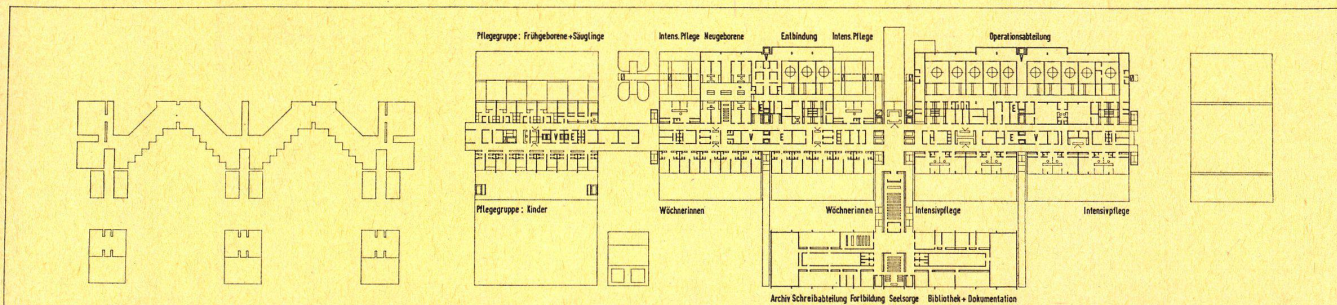 Pflegegruppe: Frühgeborene + Säuglinge
Intens. Pflege Neugeborene Entbindung Intens. Pflege
Operationsabteilung
V E
V E
E V
Pflegegruppe: Kinder
Wöchnerinnen Wöchnerinnen
Intensivpflege Intensivpflege
Archiv Schreibabteilung Fortbildung Seelsorge Bibliothek + Dokumentation